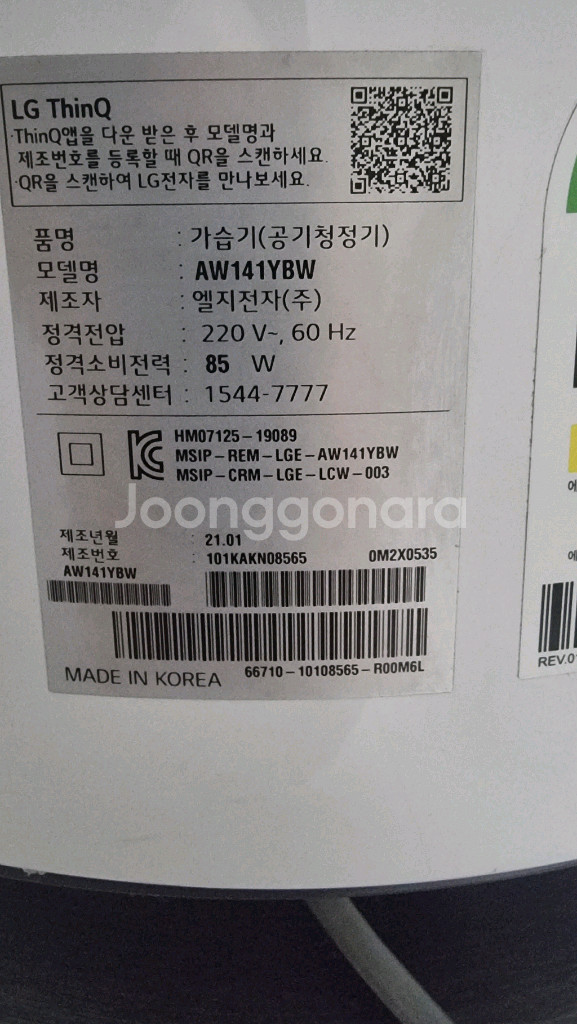 LG ThinQ
·ThinQ앱을 다운 받은 후 모델명과
제조번호를 등록할 때 QR을 스캔하세요.
·QR을 스캔하여 LG전자를 만나보세요.
품명 : 가습기(공기청정기)
모델명 : AW141YBW
제조자 : 엘지전자(주)
정격전압 : 220 V~, 60 Hz
정격소비전력 : 85 W
고객상담센터 : 1544-7777
HM07125-19089
MSIP-REM-LGE-AW141YBW
MSIP-CRM-LGE-LCW-003
Joonggonara
제조년월 : 21.01
제조번호 : 101KAKN08565 0M2X0535
AW141YBW
66710-10108565-R00M6L
MADE IN KOREA
REV.01